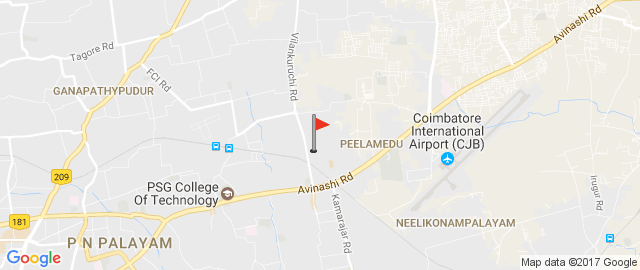 Avinashi Rd
Vilankuruchi Rd
Tagore Rd
FCI Rd
GANAPATHYPUDUR
Coimbatore
International
Airport (CJB)
PEELAMEDU
209
PSG College
Of Technology
Avinashi Rd
Irugur Rd
Kamarajar Rd
181
NEELIKONAMPALAYAM
P N PALAYAM
Google
Map data ©2017 Google